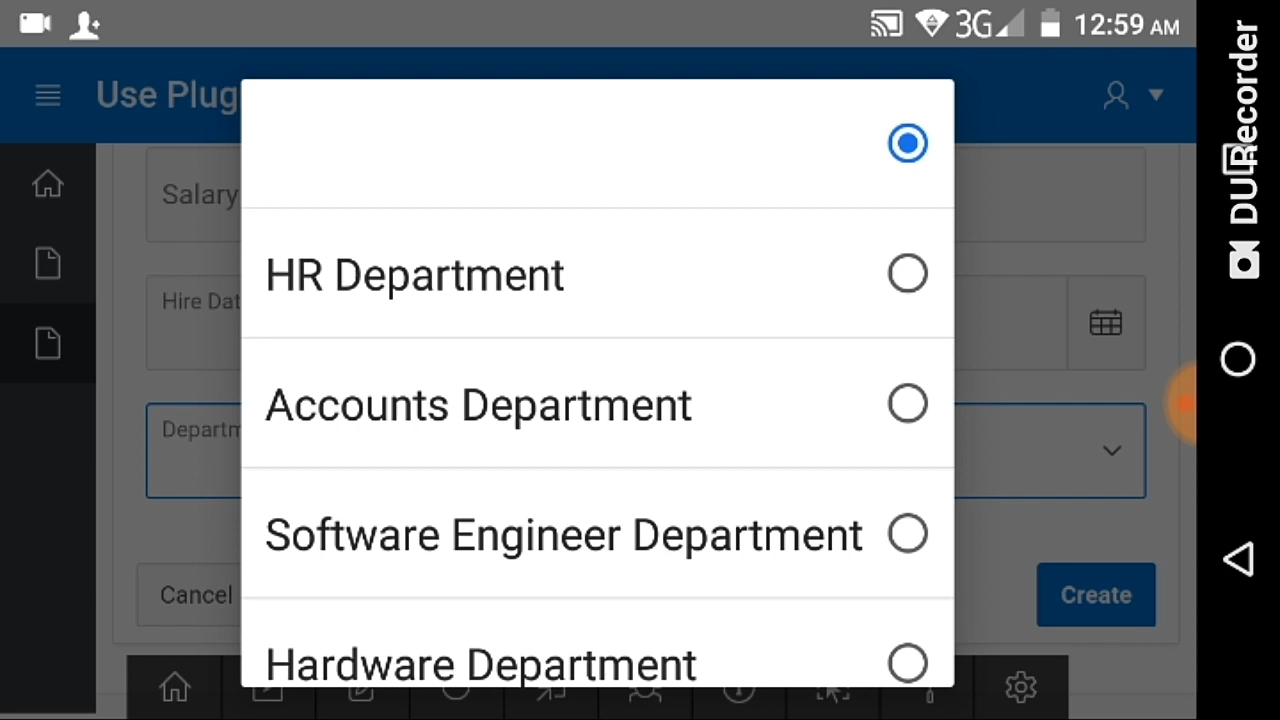 3G 12:59 AM
Use Plug
Salary
HR Department
Hire Dat
Accounts Department
Departm
Software Engineer Department
Cancel
Create
Hardware Department
DU Recorder